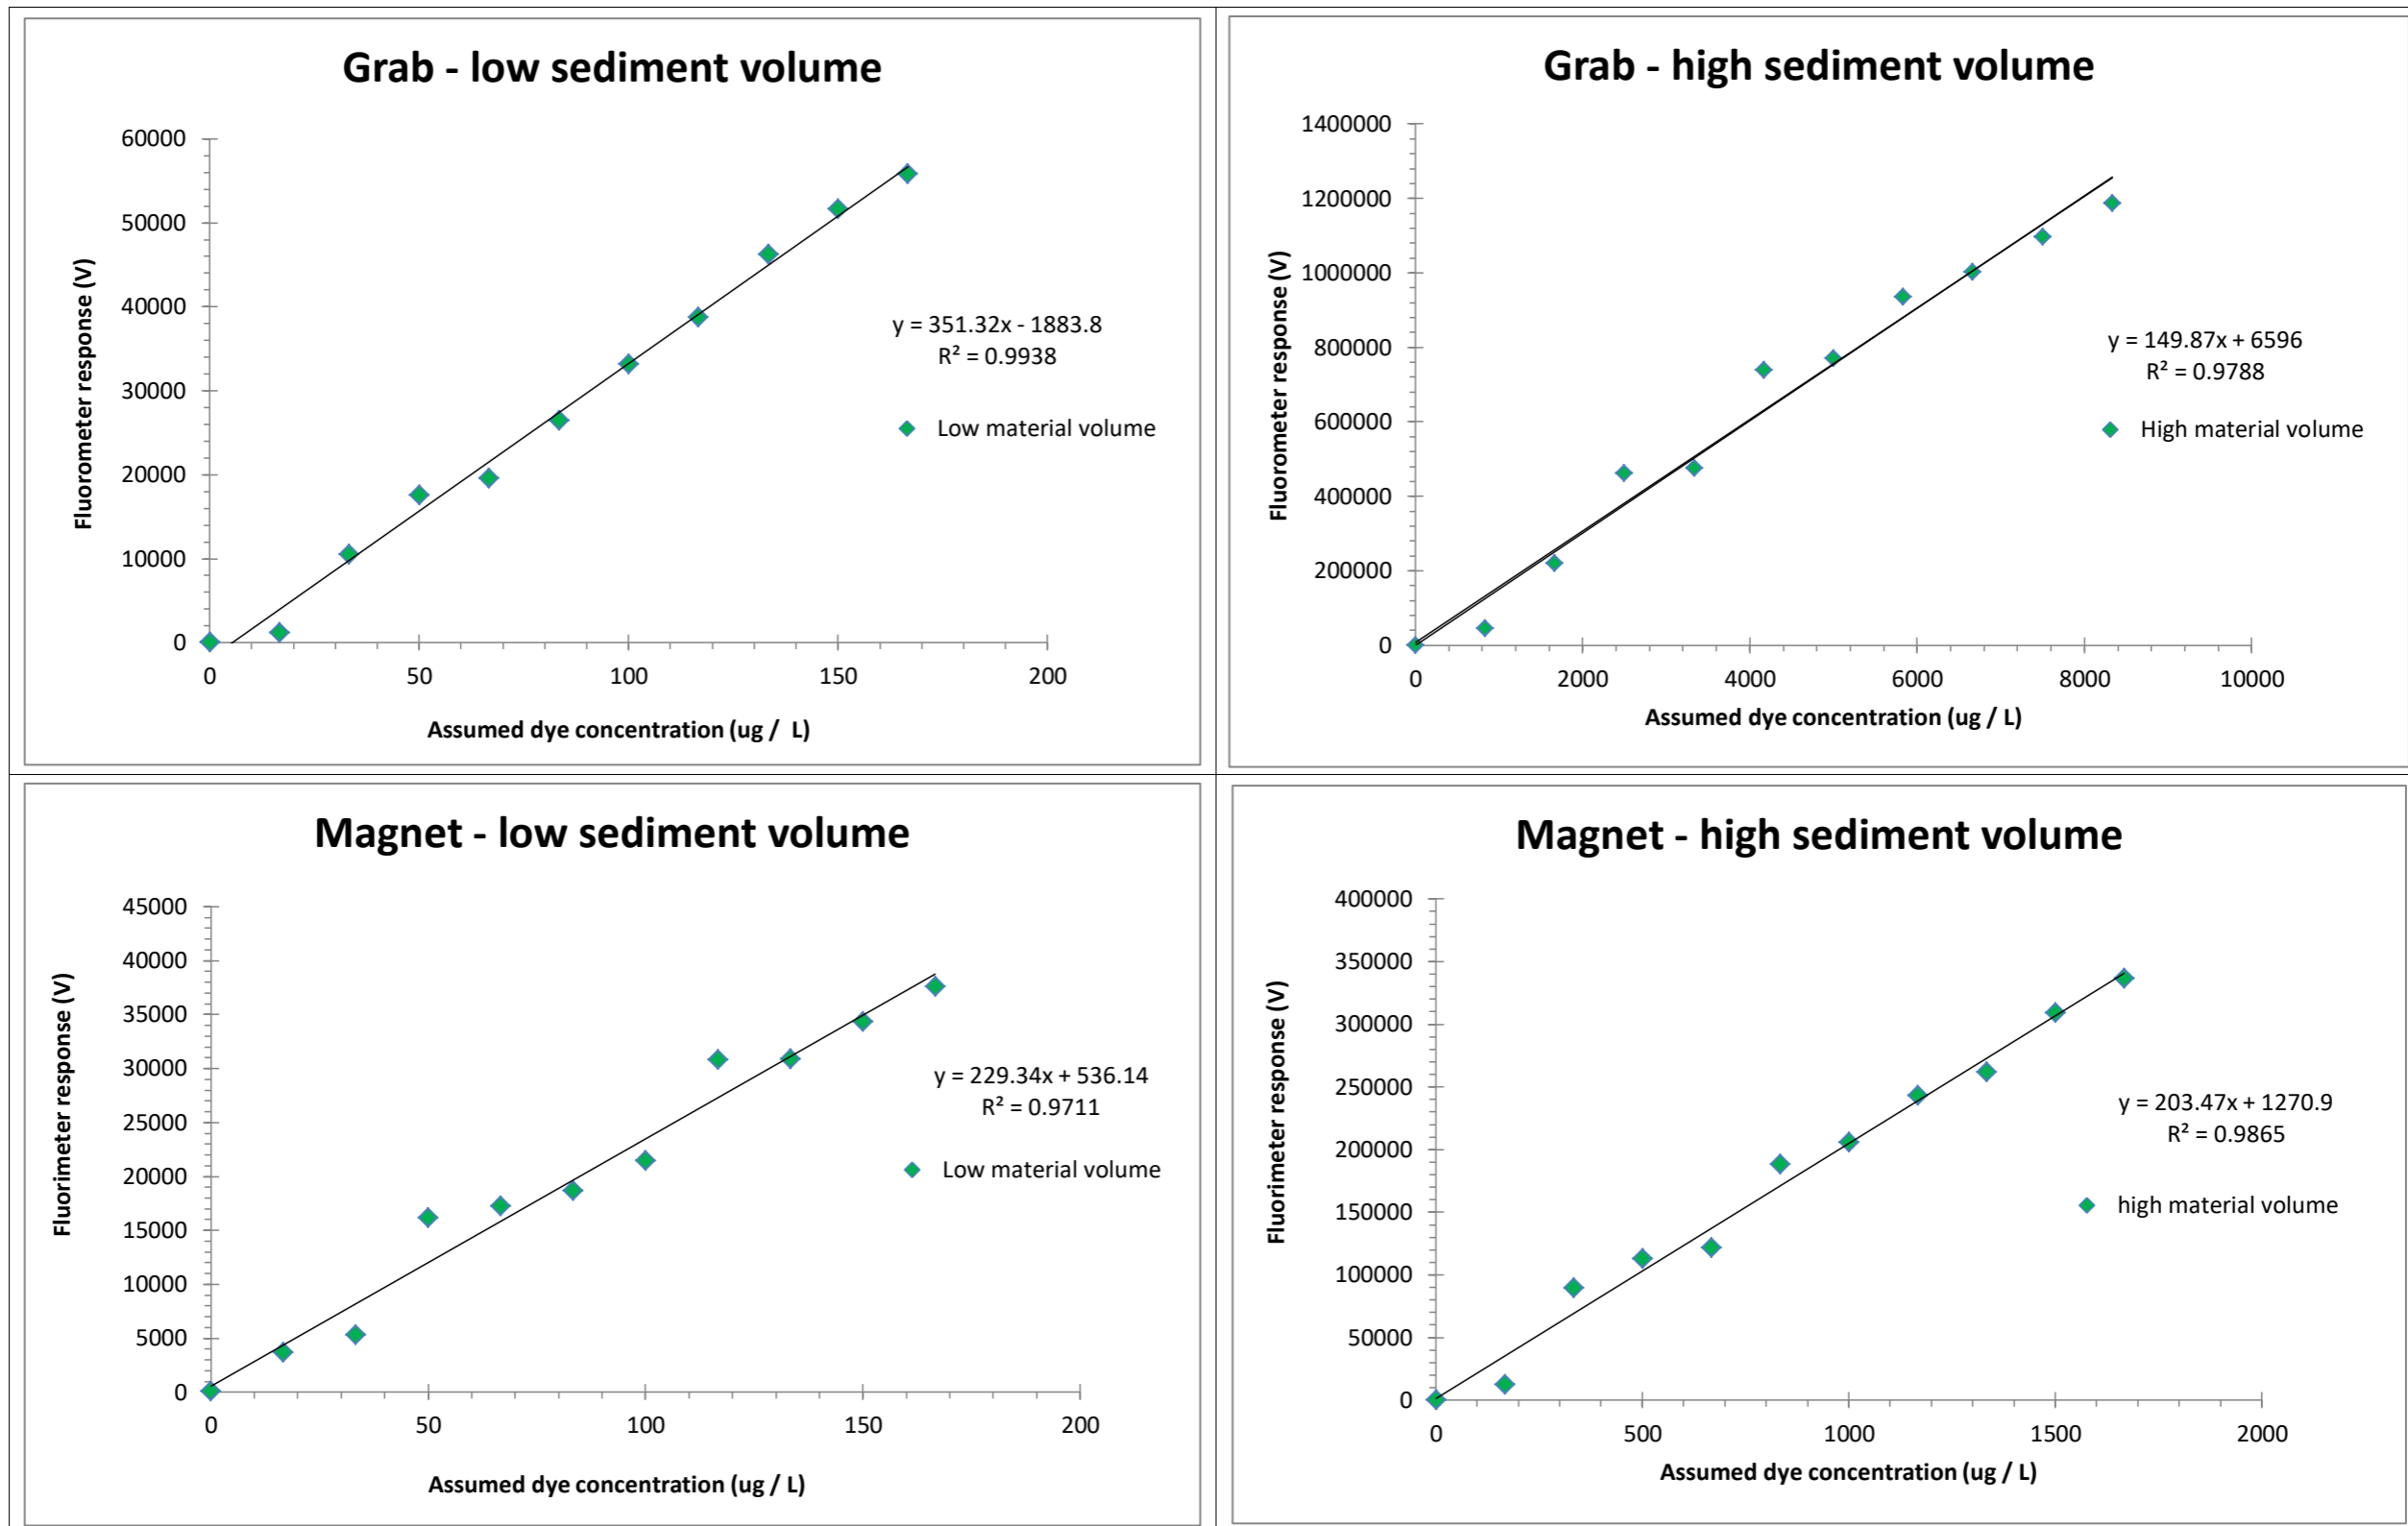 Grab - low sediment volume
60000
50000
40000
30000
20000
10000
0
0 50 100 150 200
Fluorometer response (V)
Assumed dye concentration (ug /  L)
y = 351.32x - 1883.8
R² = 0.9938
Low material volume
Grab - high sediment volume
1400000
1200000
1000000
800000
600000
400000
200000
0
0 2000 4000 6000 8000 10000
Fluorometer response (V)
Assumed dye concentration (ug / L)
y = 149.87x + 6596
R² = 0.9788
High material volume
Magnet - low sediment volume
45000
40000
35000
30000
25000
20000
15000
10000
5000
0
0 50 100 150 200
Fluorimeter response (V)
Assumed dye concentration (ug / L)
y = 229.34x + 536.14
R² = 0.9711
Low material volume
Magnet - high sediment volume
400000
350000
300000
250000
200000
150000
100000
50000
0
0 500 1000 1500 2000
Fluorimeter response (V)
Assumed dye concentration (ug / L)
y = 203.47x + 1270.9
R² = 0.9865
high material volume